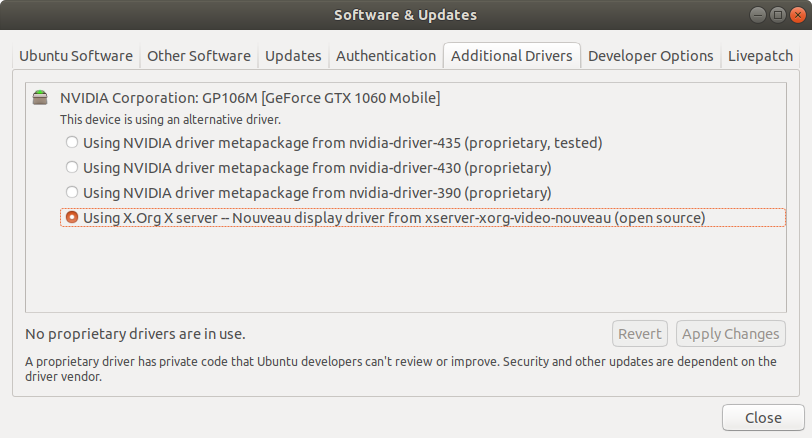 Software & Updates
Ubuntu Software Other Software Updates Authentication Additional Drivers Developer Options Livepatch
NVIDIA Corporation: GP106M [GeForce GTX 1060 Mobile]
This device is using an alternative driver.
Using NVIDIA driver metapackage from nvidia-driver-435 (proprietary, tested)
Using NVIDIA driver metapackage from nvidia-driver-430 (proprietary)
Using NVIDIA driver metapackage from nvidia-driver-390 (proprietary)
Using X.Org X server -- Nouveau display driver from xserver-xorg-video-nouveau (open source)
No proprietary drivers are in use. Revert Apply Changes
A proprietary driver has private code that Ubuntu developers can't review or improve. Security and other updates are dependent on the
driver vendor.
Close